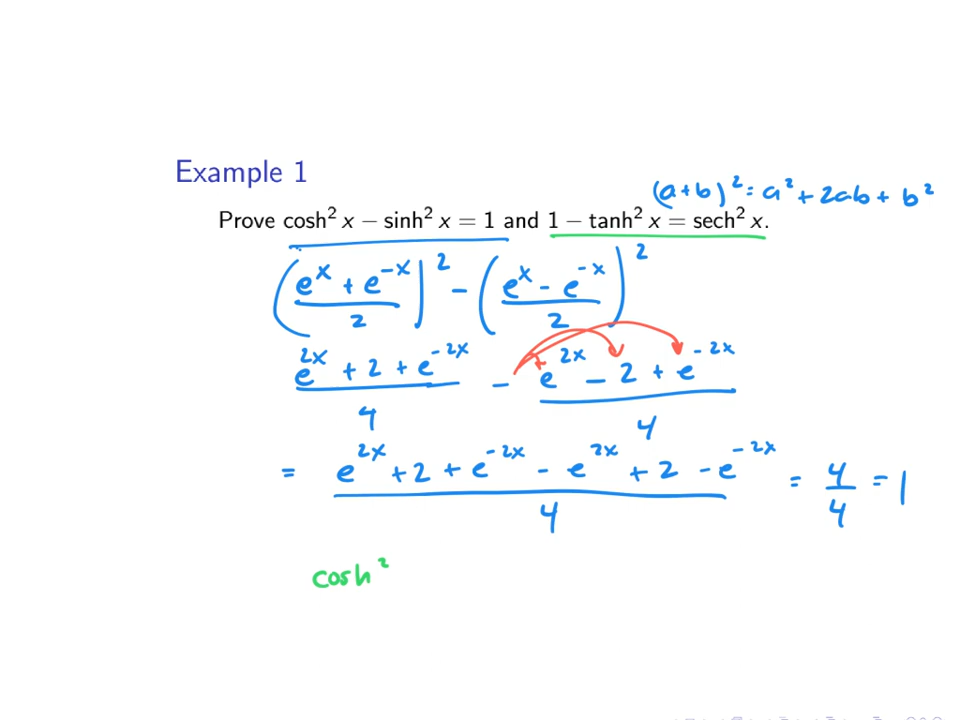 Example 1
(a+b)² = a² + 2ab + b²
Prove cosh² x − sinh² x = 1 and 1 − tanh² x = sech² x.
((eˣ + e⁻ˣ)/2)² − ((eˣ − e⁻ˣ)/2)²
(e²ˣ + 2 + e⁻²ˣ)/4 − (e²ˣ − 2 + e⁻²ˣ)/4
= (e²ˣ + 2 + e⁻²ˣ − e²ˣ + 2 − e⁻²ˣ)/4 = 4/4 = 1
cosh²